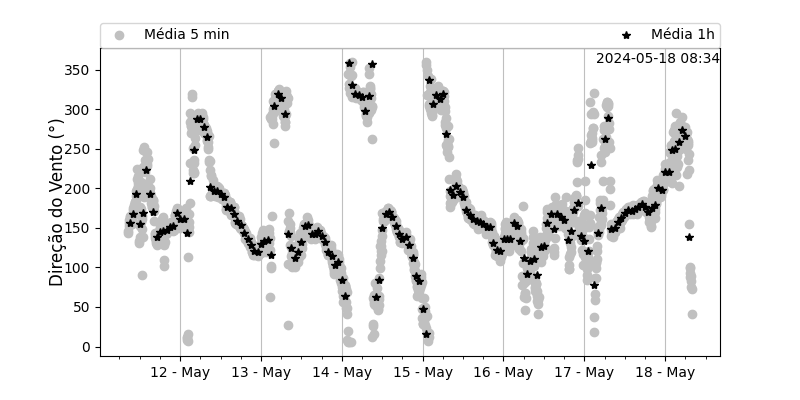 Média 5 min
Média 1h
2024-05-18 08:34
Direção do Vento (°)
350
300
250
200
150
100
50
0
12 - May
13 - May
14 - May
15 - May
16 - May
17 - May
18 - May